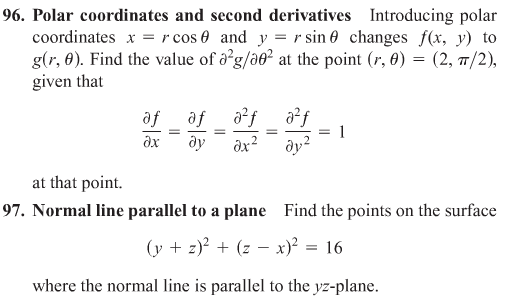 96. Polar coordinates and second derivatives Introducing polar
coordinates x = r cos θ and y = r sin θ changes f(x, y) to
g(r, θ). Find the value of ∂²g/∂θ² at the point (r, θ) = (2, π/2),
given that
∂f/∂x = ∂f/∂y = ∂²f/∂x² = ∂²f/∂y² = 1
at that point.
97. Normal line parallel to a plane Find the points on the surface
(y + z)² + (z − x)² = 16
where the normal line is parallel to the yz-plane.